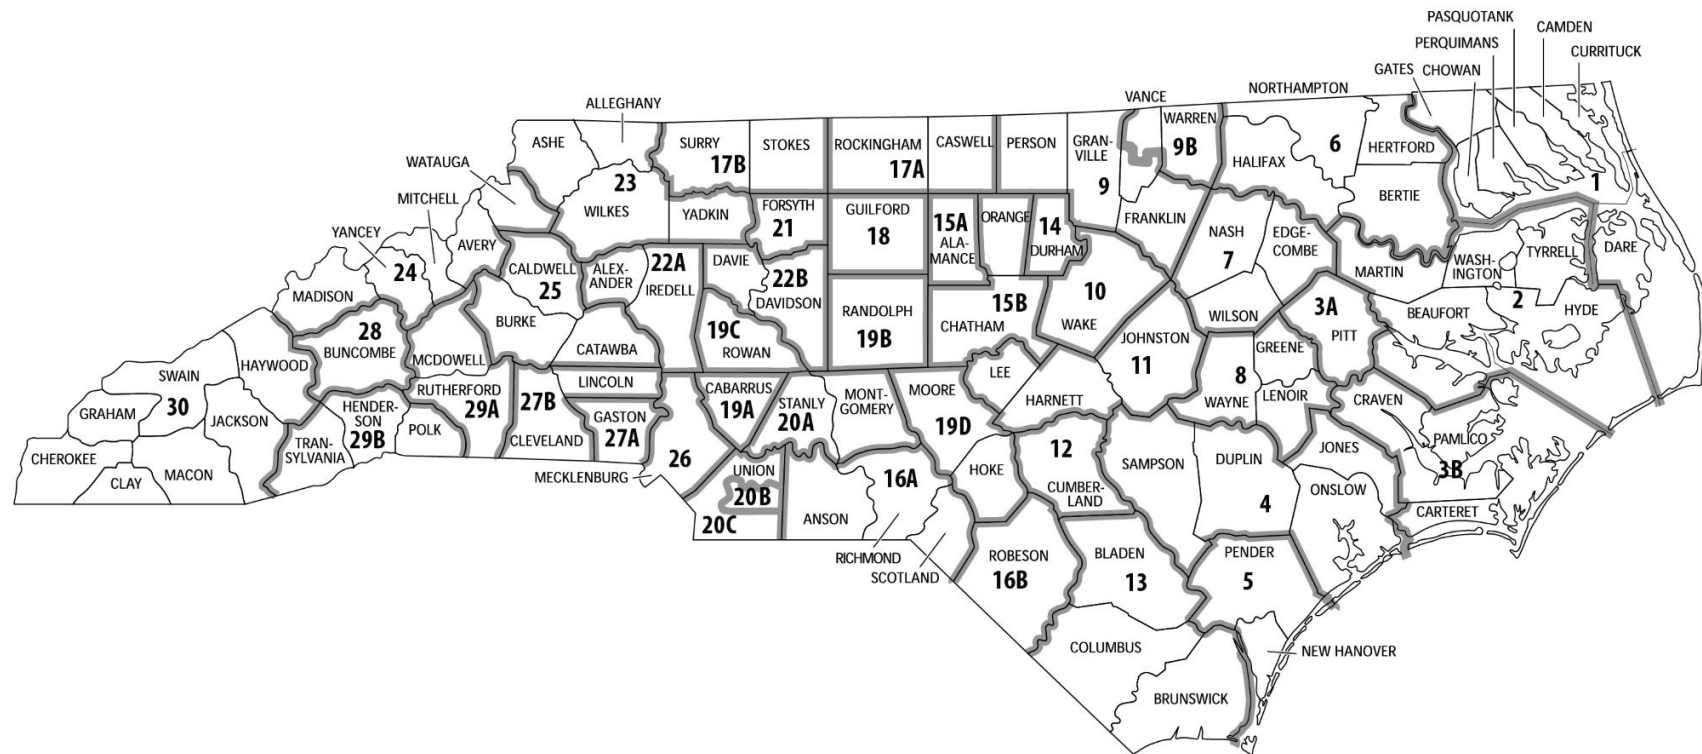 PASQUOTANK
CAMDEN
PERQUIMANS
CURRITUCK
GATES
CHOWAN
NORTHAMPTON
VANCE
ALLEGHANY
WARREN
9B
ASHE
SURRY
17B
STOKES
ROCKINGHAM
17A
CASWELL
PERSON
GRAN-
VILLE
9
6
HERTFORD
HALIFAX
WATAUGA
23
WILKES
MITCHELL
YADKIN
FORSYTH
21
GUILFORD
18
15A
ALA-
MANCE
ORANGE
14
DURHAM
FRANKLIN
BERTIE
1
YANCEY
AVERY
24
NASH
7
EDGE-
COMBE
MARTIN
WASH-
INGTON
TYRRELL
DARE
CALDWELL
25
ALEX-
ANDER
22A
IREDELL
DAVIE
22B
DAVIDSON
MADISON
10
WAKE
15B
CHATHAM
RANDOLPH
19B
3A
PITT
BEAUFORT
2
HYDE
WILSON
BURKE
28
BUNCOMBE
19C
ROWAN
CATAWBA
MCDOWELL
HAYWOOD
JOHNSTON
11
GREENE
8
WAYNE
LENOIR
CRAVEN
LEE
HARNETT
SWAIN
30
RUTHERFORD
29A
LINCOLN
27B
CLEVELAND
GASTON
27A
CABARRUS
19A
STANLY
20A
MONT-
GOMERY
MOORE
19D
GRAHAM
JACKSON
HENDER-
SON
29B
POLK
TRAN-
SYLVANIA
PAMLICO
3B
JONES
CHEROKEE
CLAY
MACON
26
MECKLENBURG
UNION
20B
20C
ANSON
16A
HOKE
12
CUMBER-
LAND
SAMPSON
DUPLIN
4
ONSLOW
CARTERET
RICHMOND
SCOTLAND
ROBESON
16B
BLADEN
13
PENDER
5
COLUMBUS
NEW HANOVER
BRUNSWICK